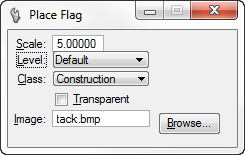 Place Flag
Scale: 5.00000
Level: Default
Class: Construction
Transparent
Image: tack.bmp Browse...